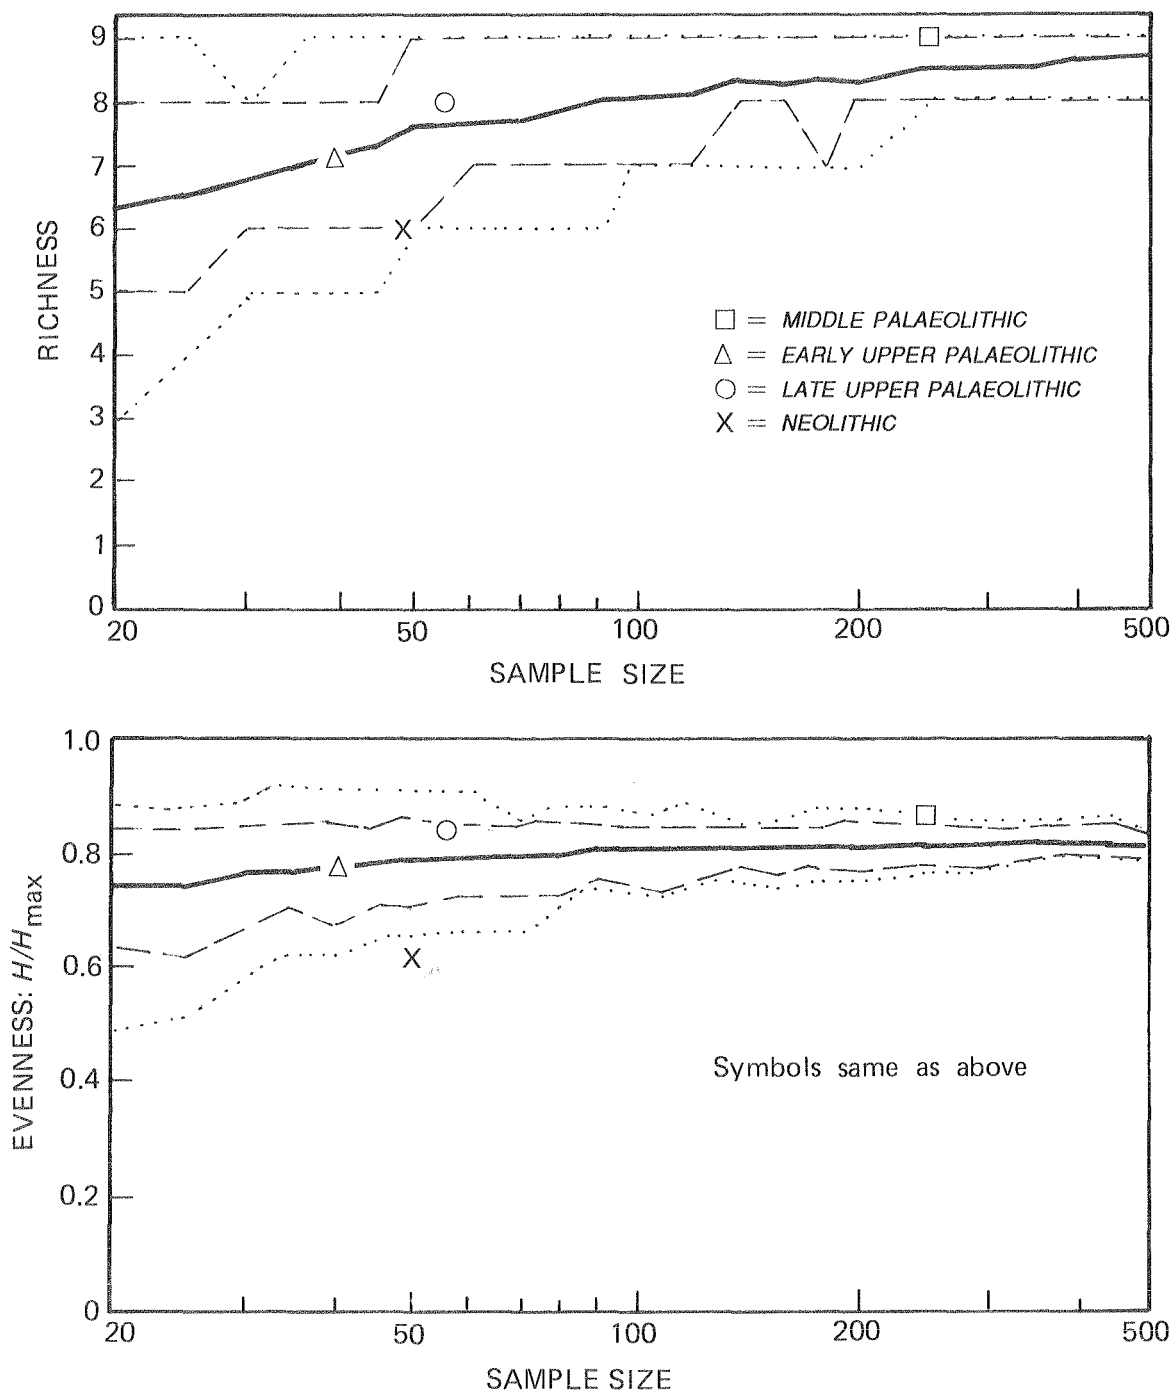 9
8
7
6
5
4
3
2
1
0
RICHNESS
□ = MIDDLE PALAEOLITHIC
△ = EARLY UPPER PALAEOLITHIC
○ = LATE UPPER PALAEOLITHIC
X = NEOLITHIC
20 50 100 200 500
SAMPLE SIZE
1.0
0.8
0.6
0.4
0.2
0
EVENNESS: H/Hmax
Symbols same as above
20 50 100 200 500
SAMPLE SIZE